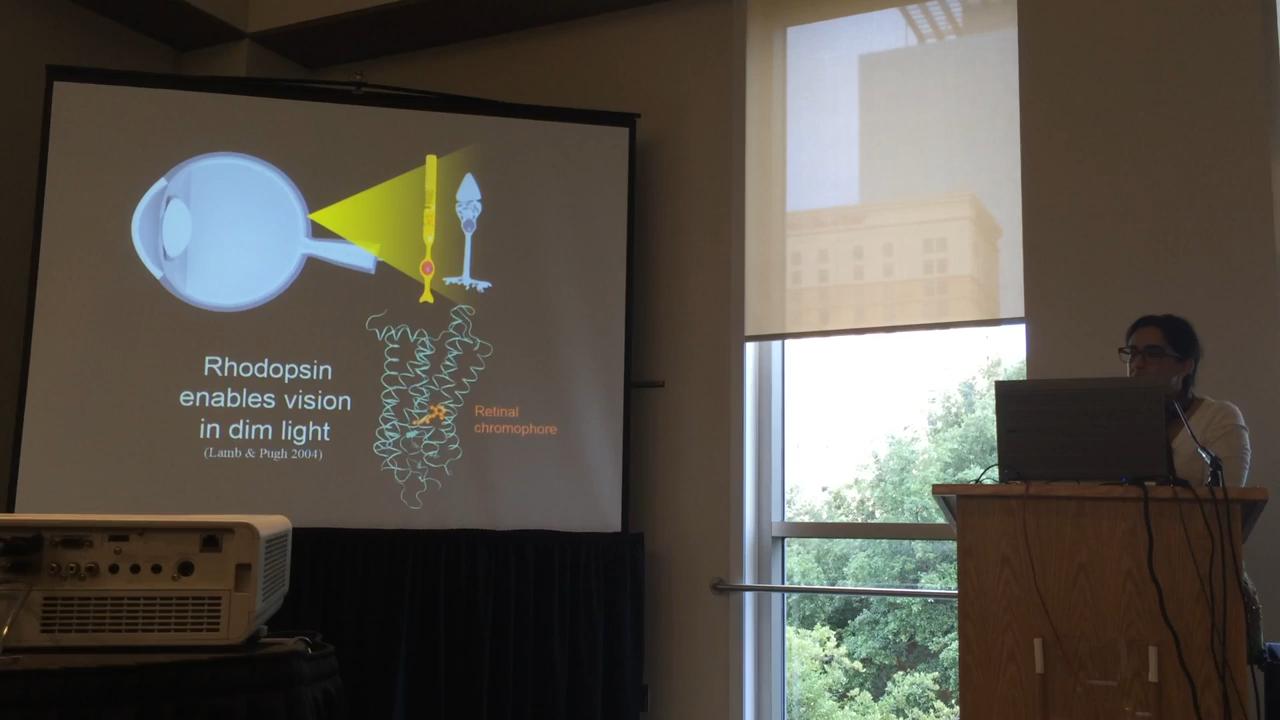 Rhodopsin
enables vision
in dim light
(Lamb & Pugh 2004)
Retinal
chromophore